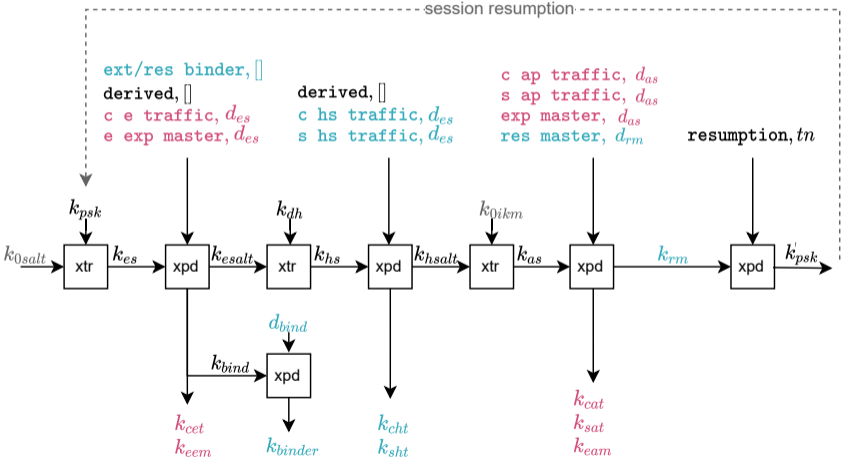 session resumption
ext/res binder, []
derived, []
c e traffic, d_es
e exp master, d_es
derived, []
c hs traffic, d_es
s hs traffic, d_es
c ap traffic, d_as
s ap traffic, d_as
exp master, d_as
res master, d_rm
resumption, tn
k_psk
k_dh
k_0ikm
k_0salt
xtr
k_es
xpd
k_esalt
xtr
k_hs
xpd
k_hsalt
xtr
k_as
xpd
k_rm
xpd
k'_psk
d_bind
k_bind
xpd
k_cet
k_eem
k_binder
k_cht
k_sht
k_cat
k_sat
k_eam